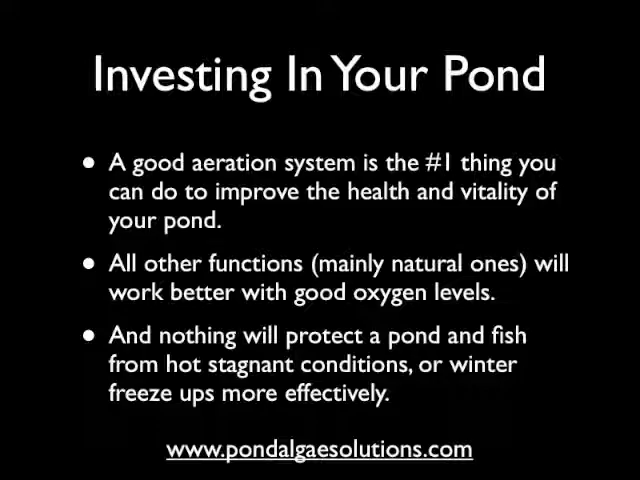 Investing In Your Pond
• A good aeration system is the #1 thing you
can do to improve the health and vitality of
your pond.
• All other functions (mainly natural ones) will
work better with good oxygen levels.
• And nothing will protect a pond and fish
from hot stagnant conditions, or winter
freeze ups more effectively.
www.pondalgaesolutions.com